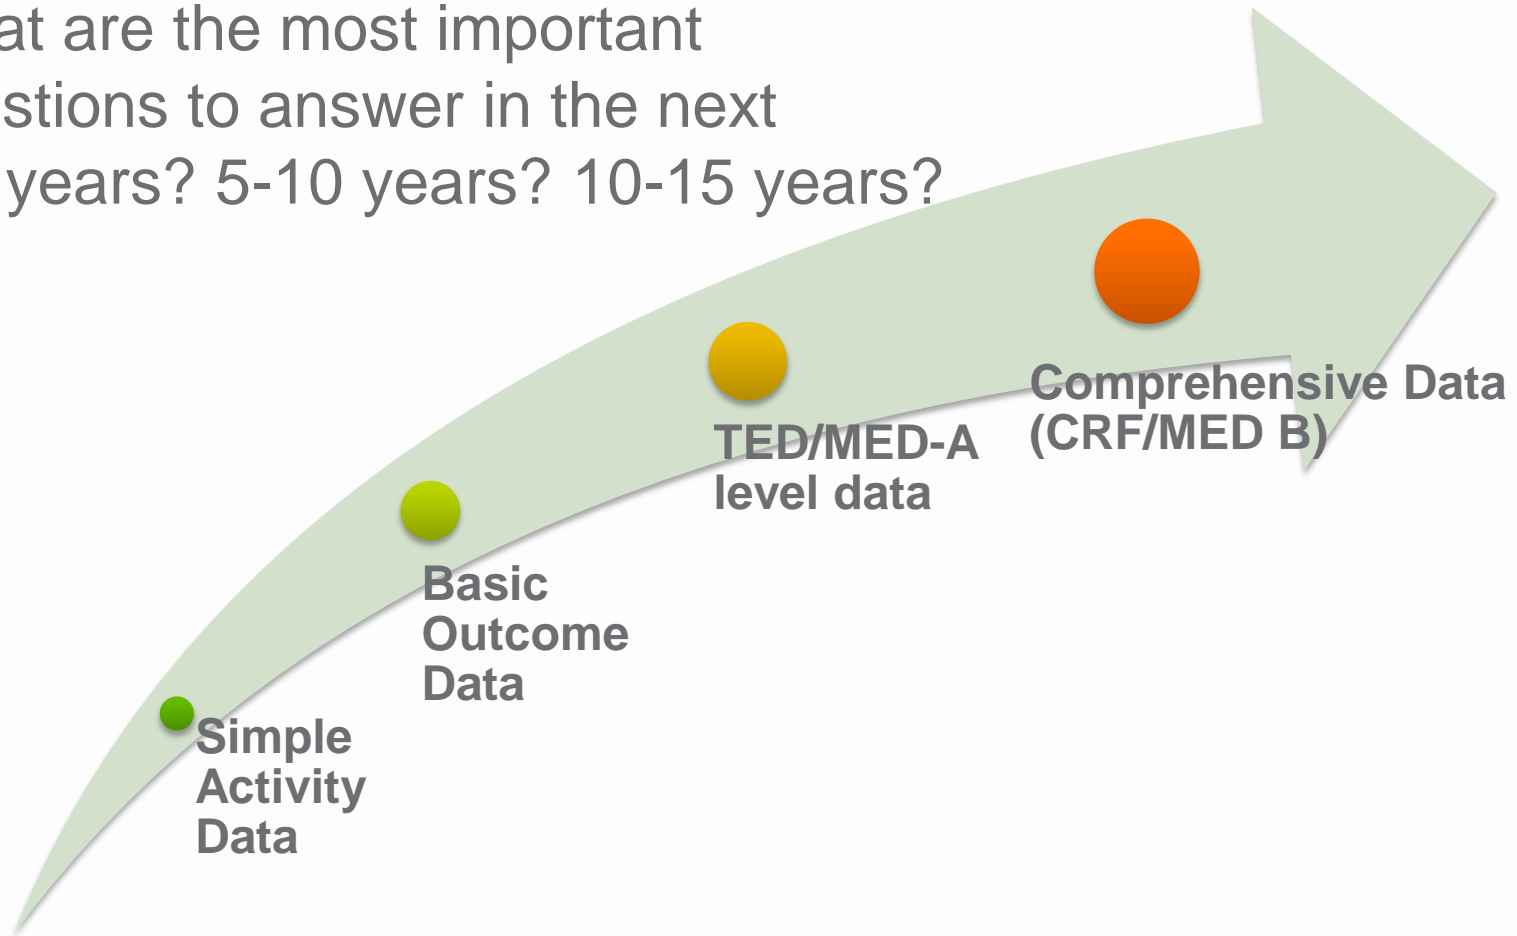 at are the most important
stions to answer in the next
years? 5-10 years? 10-15 years?
Comprehensive Data
(CRF/MED B)
TED/MED-A
level data
Basic
Outcome
Data
Simple
Activity
Data